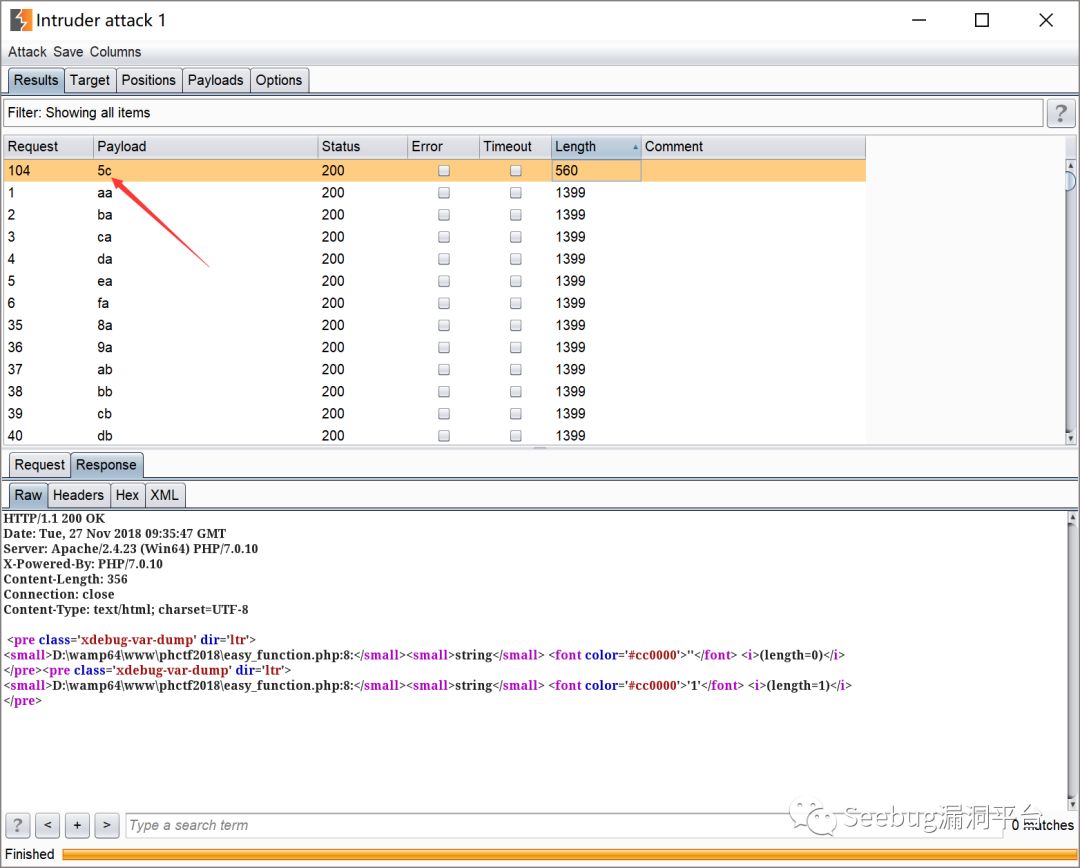 Intruder attack 1
Attack Save Columns
Results Target Positions Payloads Options
Filter: Showing all items
?
Request Payload Status Error Timeout Length Comment
104 5c 200 560
1 aa 200 1399
2 ba 200 1399
3 ca 200 1399
4 da 200 1399
5 ea 200 1399
6 fa 200 1399
35 8a 200 1399
36 9a 200 1399
37 ab 200 1399
38 bb 200 1399
39 cb 200 1399
40 db 200 1399
Request Response
Raw Headers Hex XML
HTTP/1.1 200 OK
Date: Tue, 27 Nov 2018 09:35:47 GMT
Server: Apache/2.4.23 (Win64) PHP/7.0.10
X-Powered-By: PHP/7.0.10
Content-Length: 356
Connection: close
Content-Type: text/html; charset=UTF-8
<pre class='xdebug-var-dump' dir='ltr'>
<small>D:\wamp64\www\phctf2018\easy_function.php:8:</small><small>string</small> <font color='#cc0000'>''</font> <i>(length=0)</i>
</pre><pre class='xdebug-var-dump' dir='ltr'>
<small>D:\wamp64\www\phctf2018\easy_function.php:8:</small><small>string</small> <font color='#cc0000'>'1'</font> <i>(length=1)</i>
</pre>
? < + > Type a search term 0 matches
Seebug漏洞平台
Finished